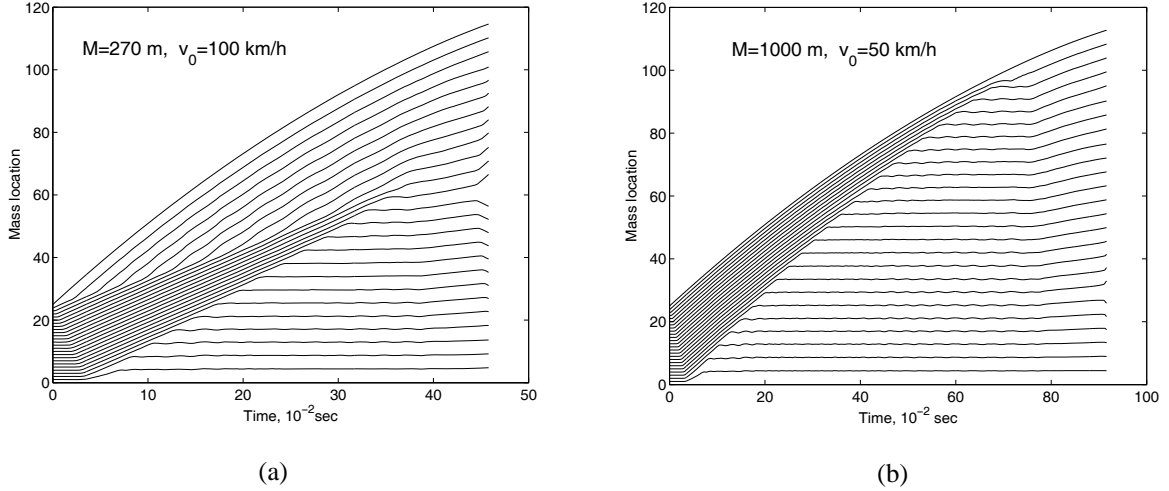 120
100
80
60
40
20
0
Mass location
M=270 m, v₀=100 km/h
0 10 20 30 40 50
Time, 10⁻²sec
(a)
120
100
80
60
40
20
0
Mass location
M=1000 m, v₀=50 km/h
0 20 40 60 80 100
Time, 10⁻² sec
(b)